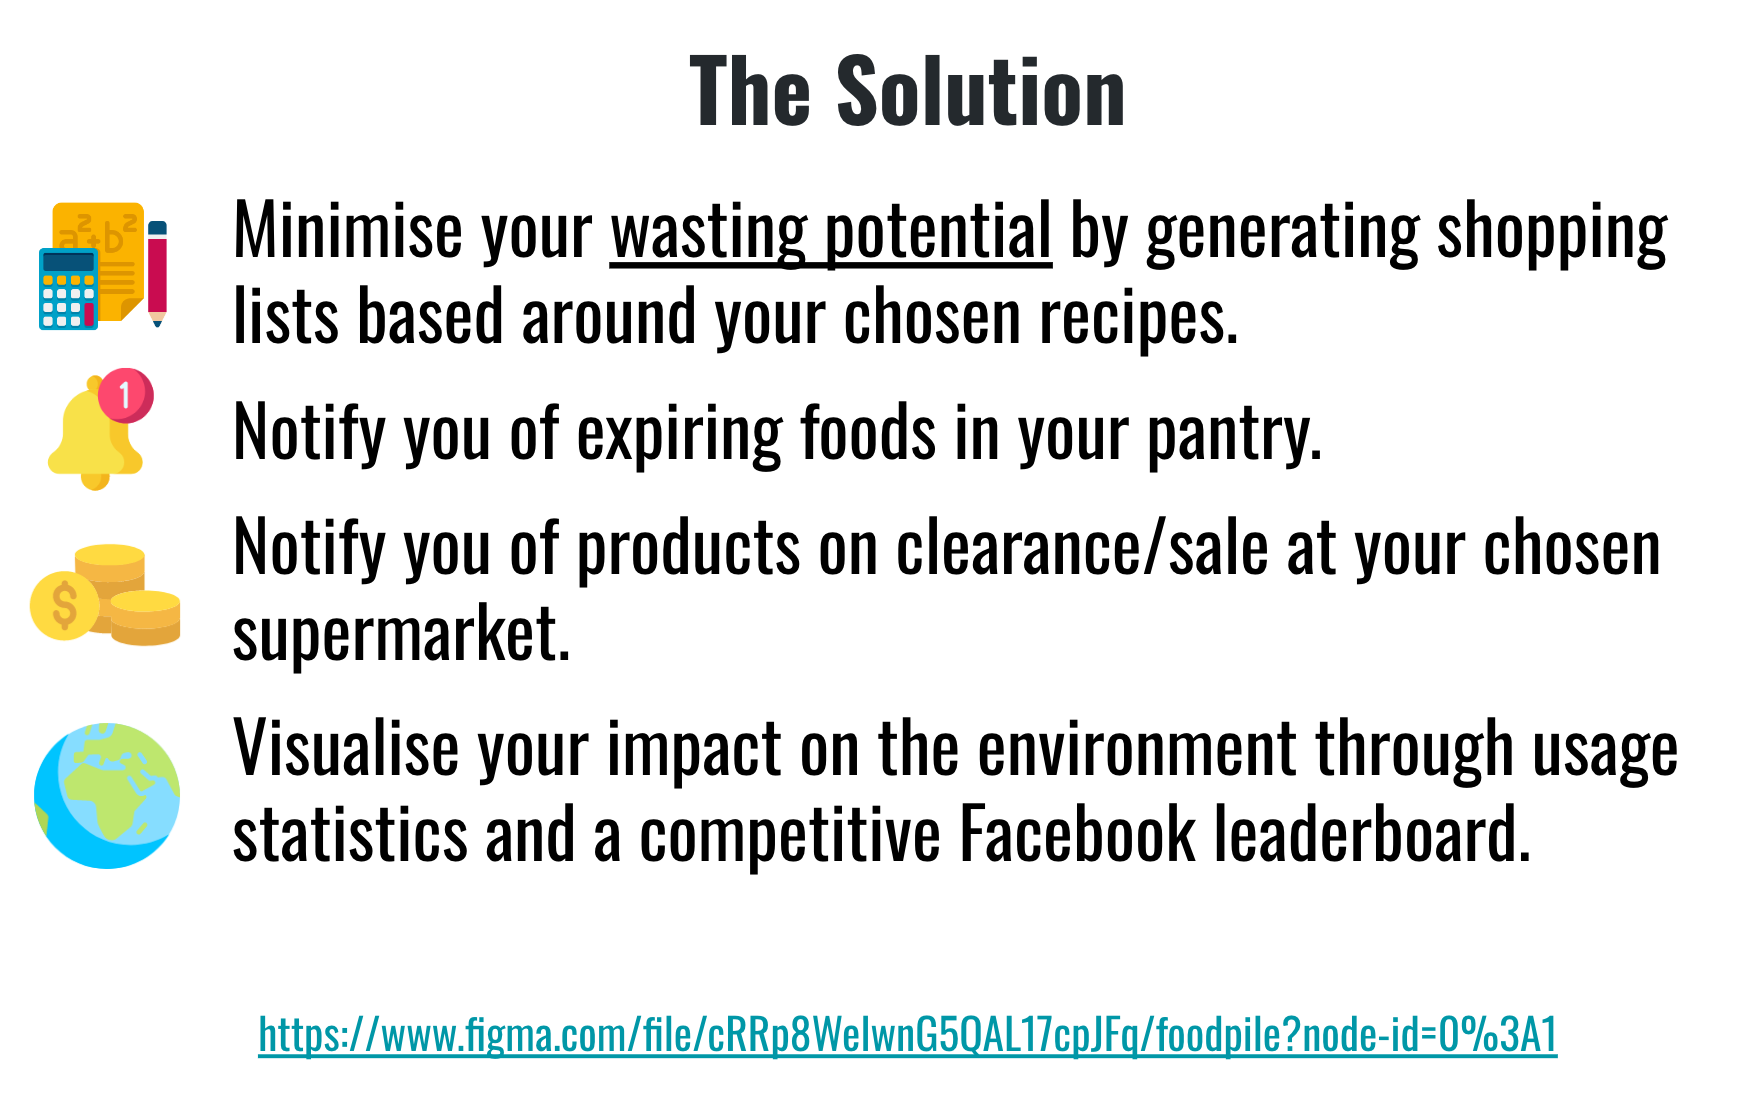 The Solution
a²+b²
Minimise your wasting potential by generating shopping
lists based around your chosen recipes.
1
Notify you of expiring foods in your pantry.
Notify you of products on clearance/sale at your chosen
supermarket.
$
Visualise your impact on the environment through usage
statistics and a competitive Facebook leaderboard.
https://www.figma.com/file/cRRp8WelwnG5QAL17cpJFq/foodpile?node-id=0%3A1